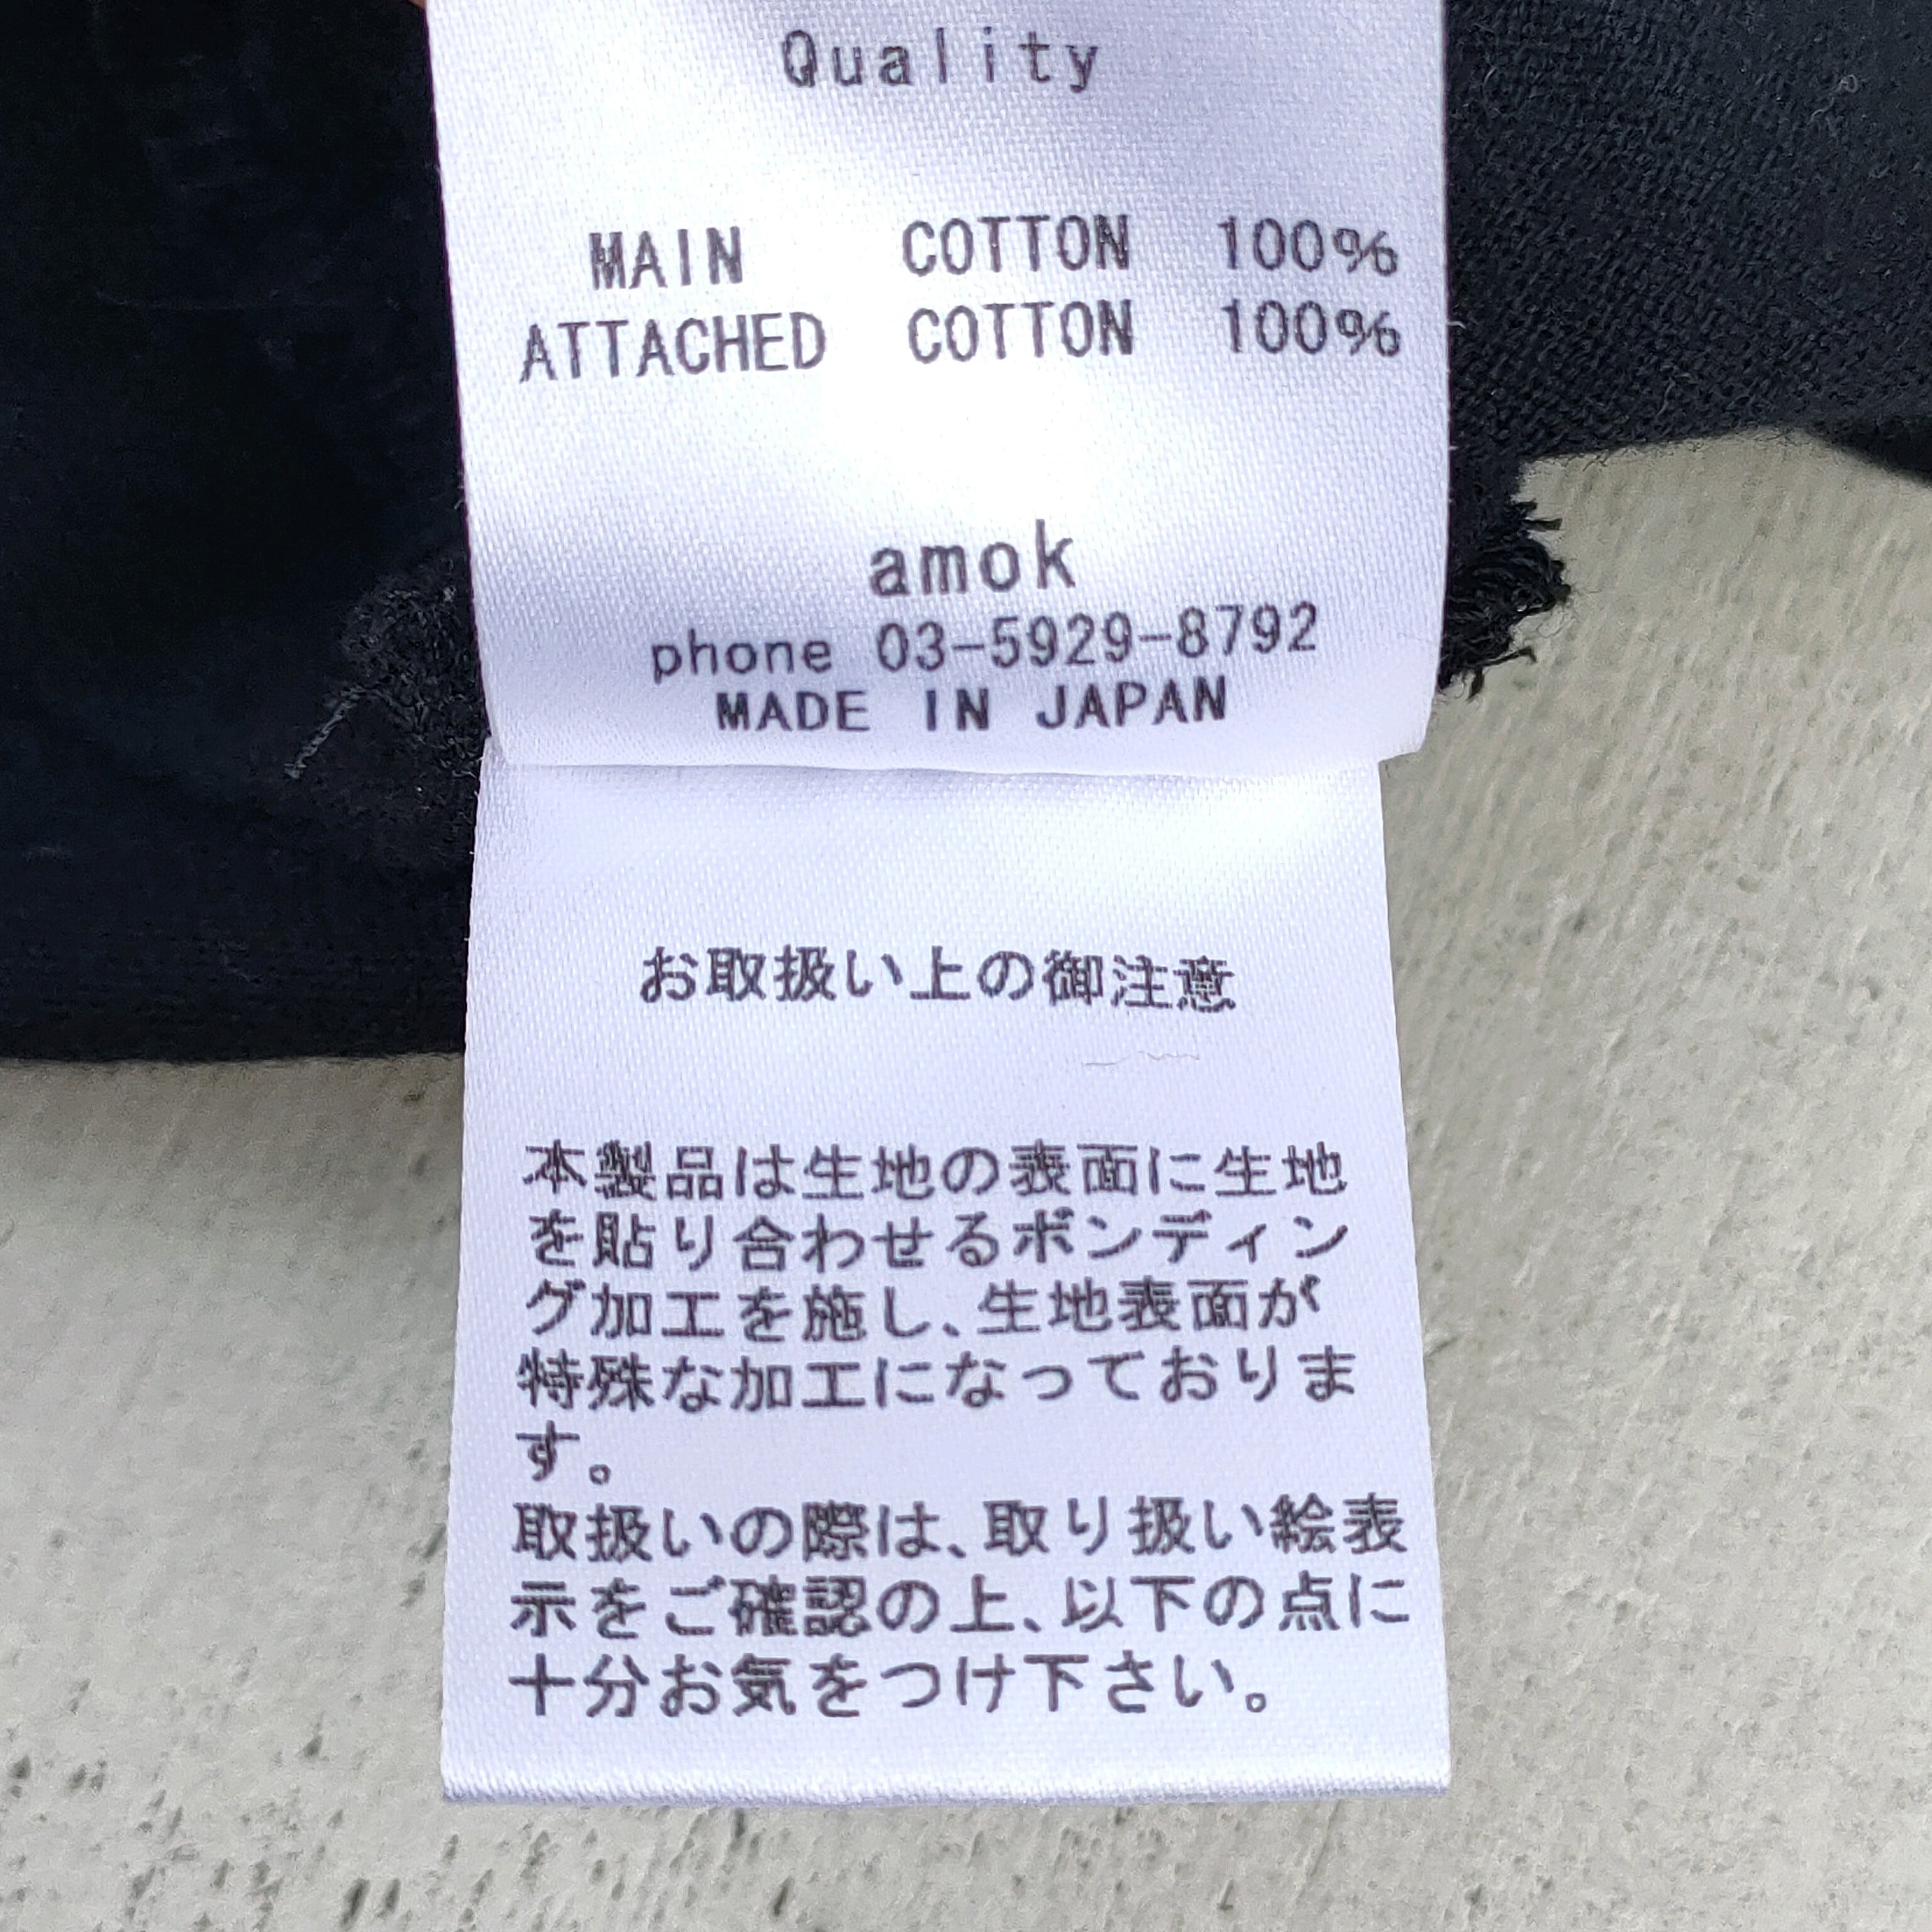 Quality
MAIN COTTON 100%
ATTACHED COTTON 100%
amok
phone 03-5929-8792
MADE IN JAPAN
お取扱い上の御注意
本製品は生地の表面に生地
を貼り合わせるボンディン
グ加工を施し、生地表面が
特殊な加工になっておりま
す。
取扱いの際は、取り扱い絵表
示をご確認の上、以下の点に
十分お気をつけ下さい。